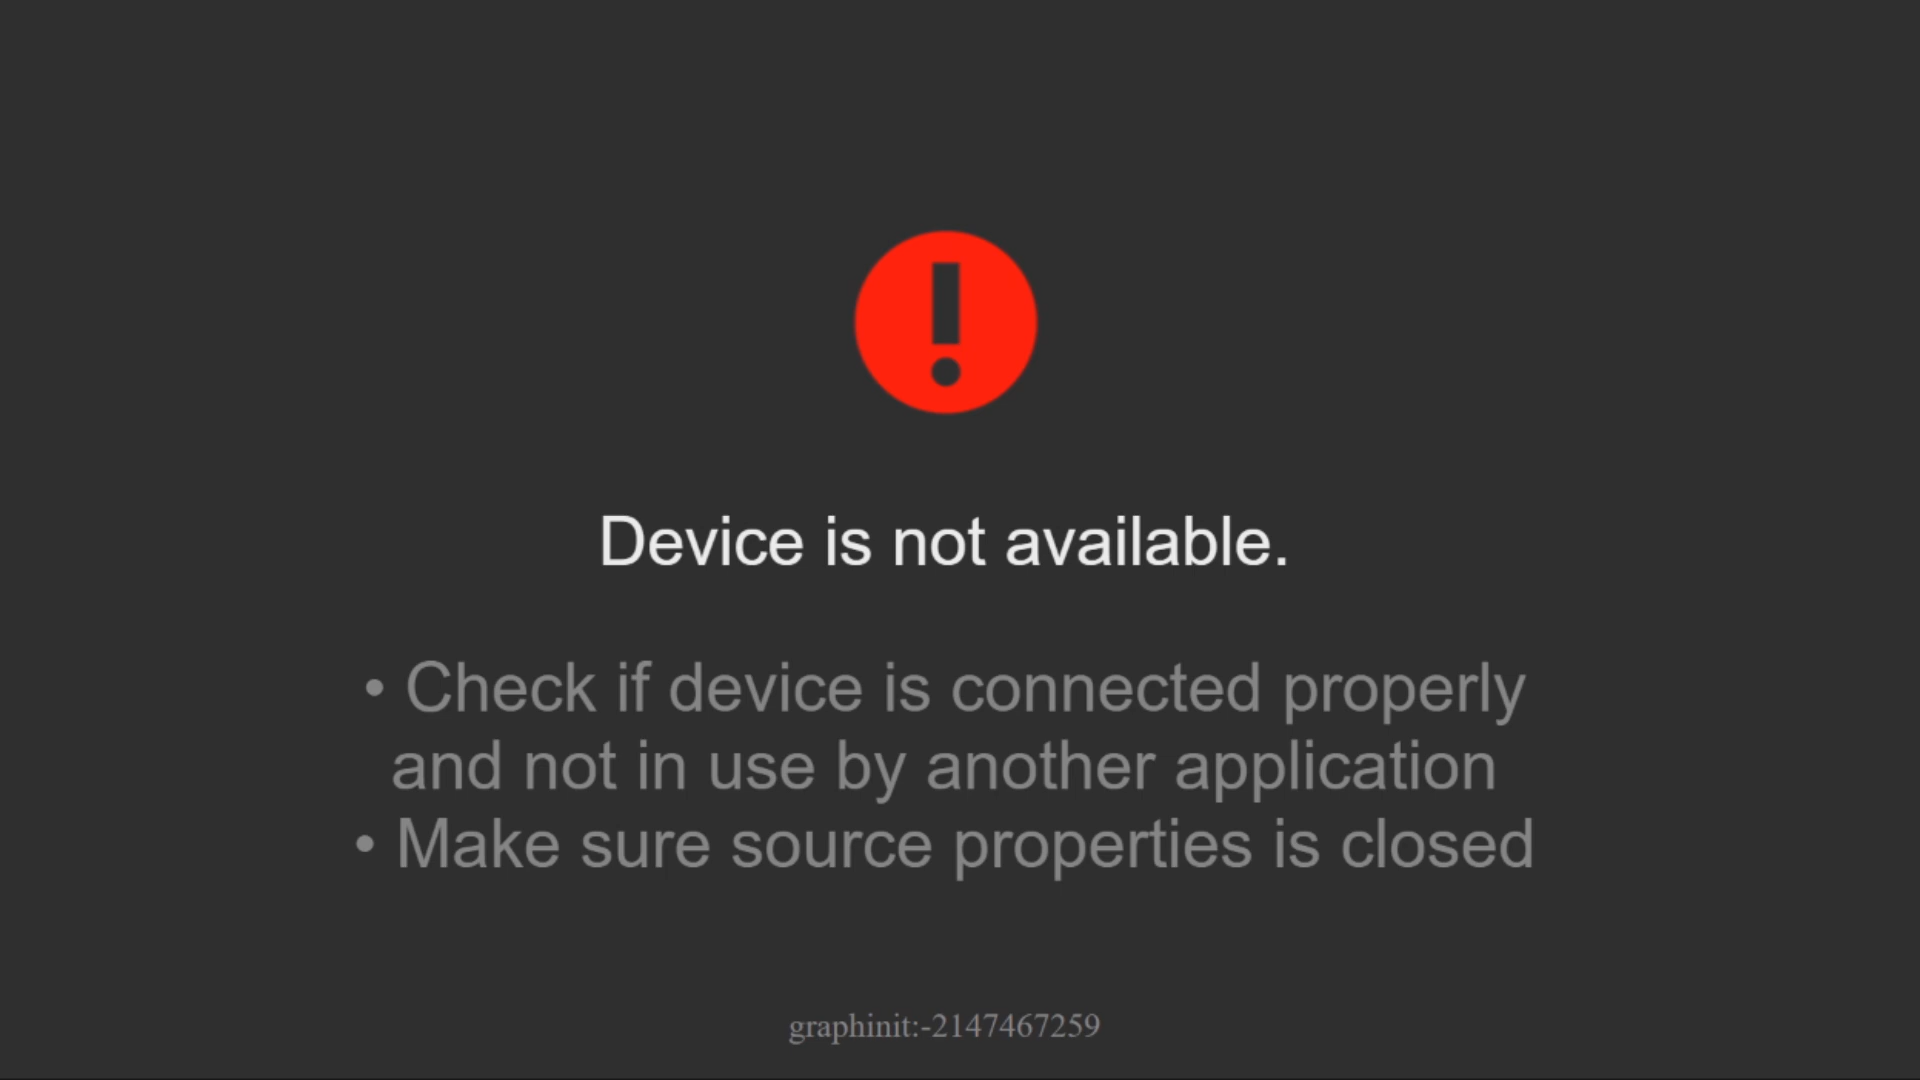 Device is not available.
• Check if device is connected properly
and not in use by another application
• Make sure source properties is closed
graphinit:-2147467259